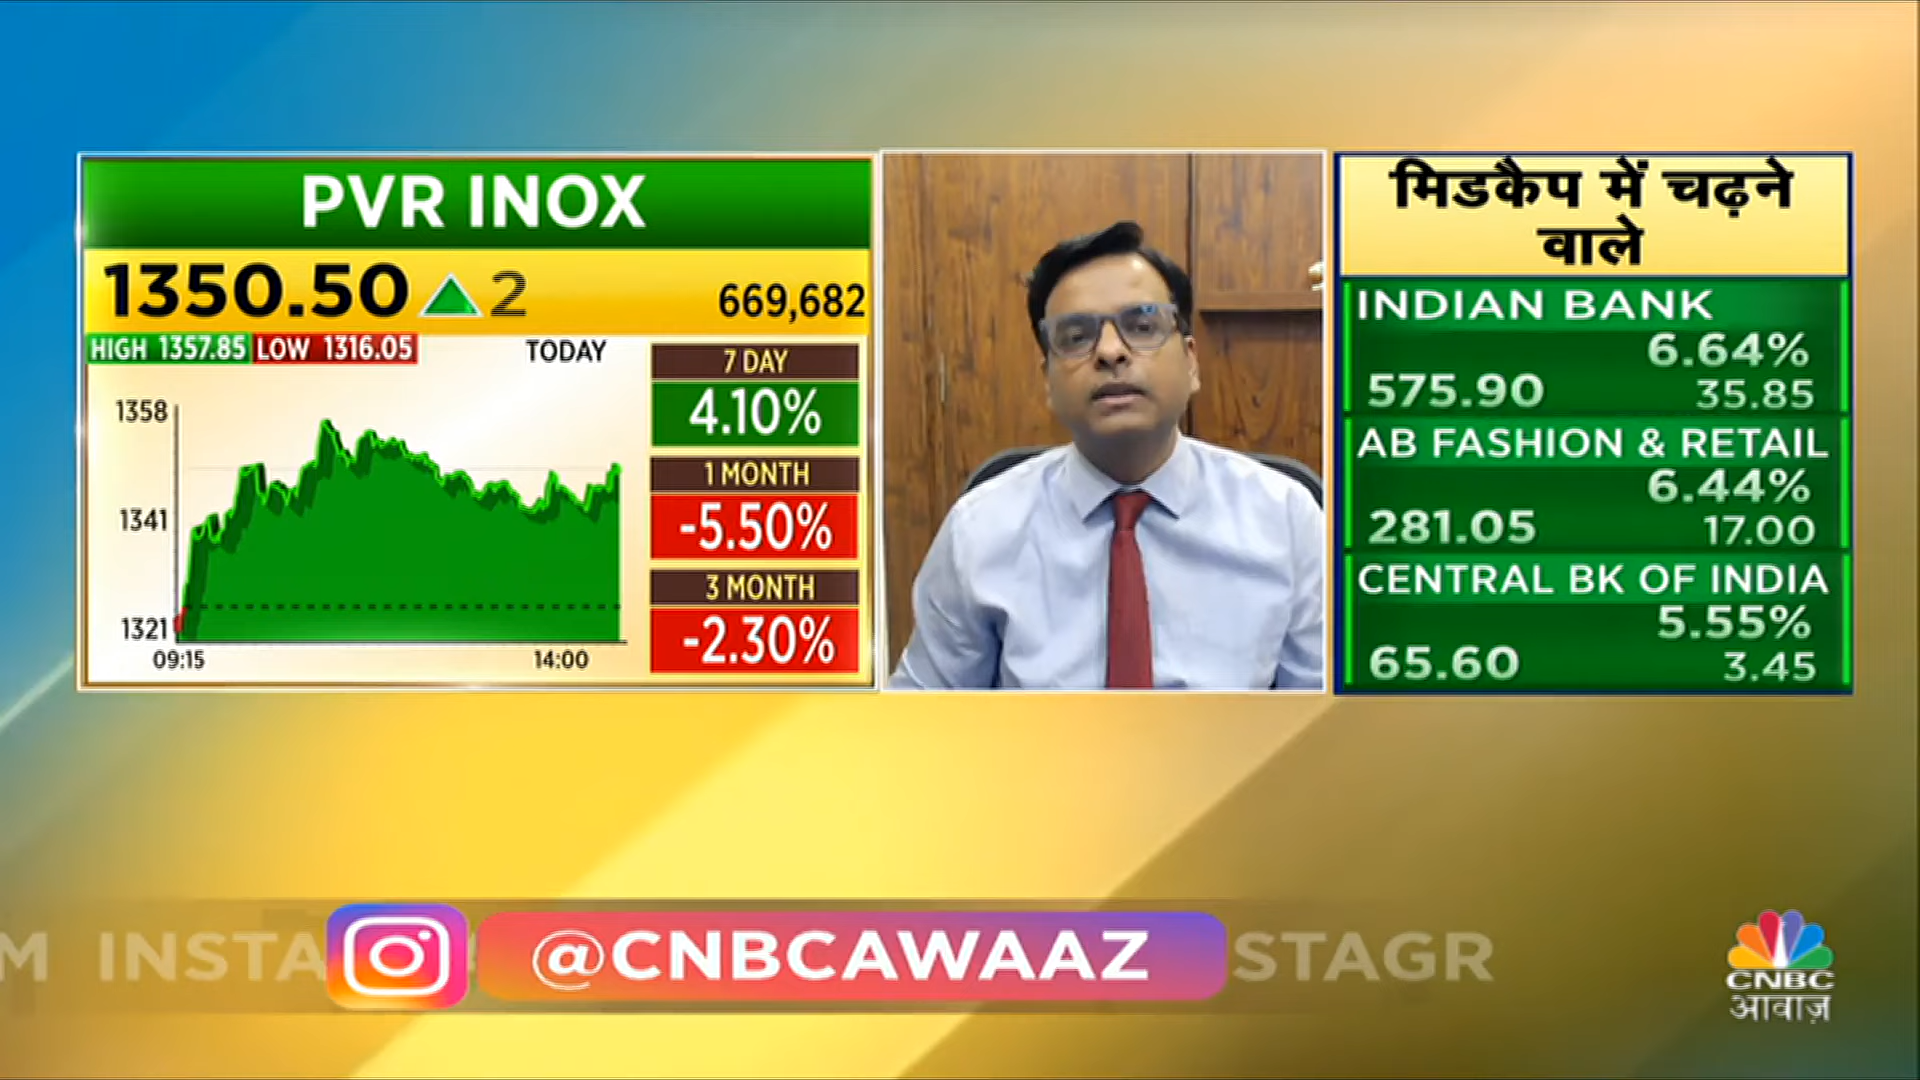 PVR INOX
1350.50 ▲ 2 669,682
HIGH 1357.85 LOW 1316.05
TODAY
1358
1341
1321
09:15 14:00
7 DAY
4.10%
1 MONTH
-5.50%
3 MONTH
-2.30%
मिडकैप में चढ़ने
वाले
INDIAN BANK
6.64%
575.90 35.85
AB FASHION & RETAIL
6.44%
281.05 17.00
CENTRAL BK OF INDIA
5.55%
65.60 3.45
M INSTA @CNBCAWAAZ STAGR
CNBC
आवाज़